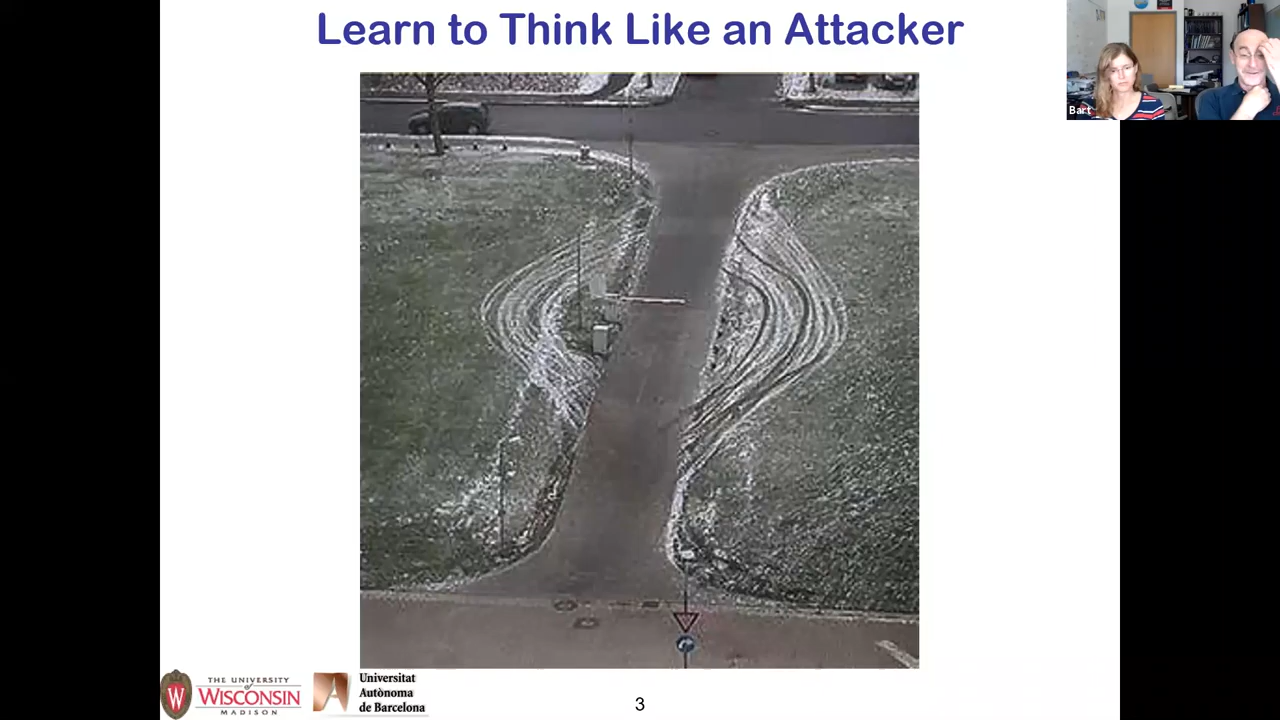 Learn to Think Like an Attacker
Bart
THE UNIVERSITY
of
WISCONSIN
MADISON
Universitat
Autònoma
de Barcelona
3